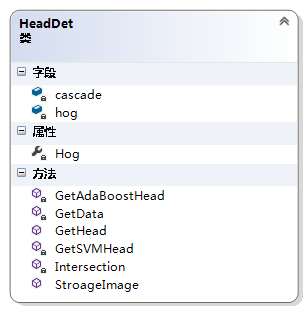 HeadDet
类
字段
cascade
hog
属性
Hog
方法
GetAdaBoostHead
GetData
GetHead
GetSVMHead
Intersection
StroageImage